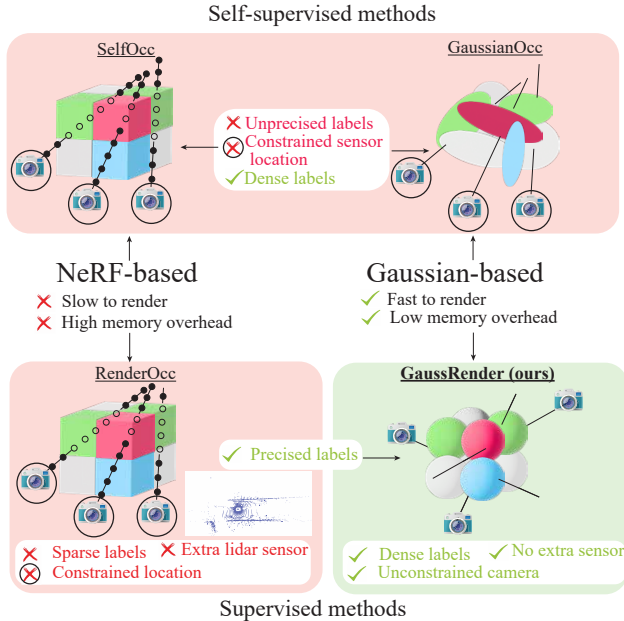 Self-supervised methods
SelfOcc
GaussianOcc
Unprecised labels
Constrained sensor
location
Dense labels
NeRF-based
Slow to render
High memory overhead
Gaussian-based
Fast to render
Low memory overhead
RenderOcc
GaussRender (ours)
Precised labels
Sparse labels
Extra lidar sensor
Constrained location
Dense labels
No extra sensor
Unconstrained camera
Supervised methods